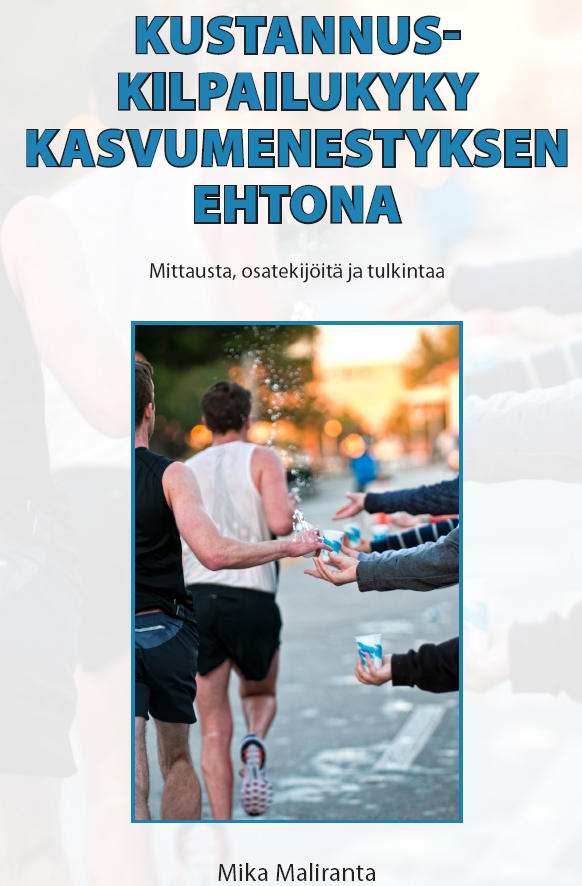 KUSTANNUS-
KILPAILUKYKY
KASVUMENESTYKSEN
EHTONA
Mittausta, osatekijöitä ja tulkintaa
Mika Maliranta